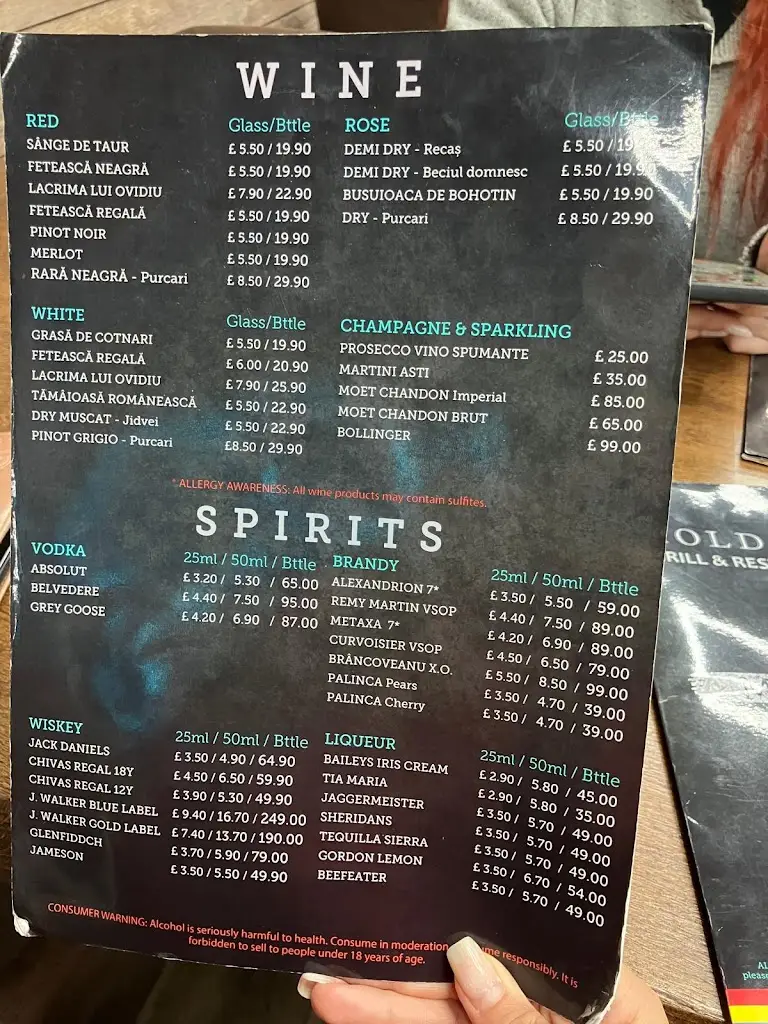 WINE
RED Glass/Bttle
SÂNGE DE TAUR £ 5.50 / 19.90
FETEASCĂ NEAGRĂ £ 5.50 / 19.90
LACRIMA LUI OVIDIU £ 7.90 / 22.90
FETEASCĂ REGALĂ £ 5.50 / 19.90
PINOT NOIR £ 5.50 / 19.90
MERLOT £ 5.50 / 19.90
RARĂ NEAGRĂ - Purcari £ 8.50 / 29.90
ROSE Glass/Bttle
DEMI DRY - Recaș £ 5.50 / 19
DEMI DRY - Beciul domnesc £ 5.50 / 19.90
BUSUIOACA DE BOHOTIN £ 5.50 / 19.90
DRY - Purcari £ 8.50 / 29.90
WHITE Glass/Bttle
GRASĂ DE COTNARI £ 5.50 / 19.90
FETEASCĂ REGALĂ £ 6.00 / 20.90
LACRIMA LUI OVIDIU £ 7.90 / 25.90
TĂMÂIOASĂ ROMÂNEASCĂ £ 5.50 / 22.90
DRY MUSCAT - Jidvei £ 5.50 / 22.90
PINOT GRIGIO - Purcari £8.50 / 29.90
CHAMPAGNE & SPARKLING
PROSECCO VINO SPUMANTE £ 25.00
MARTINI ASTI £ 35.00
MOET CHANDON Imperial £ 85.00
MOET CHANDON BRUT £ 65.00
BOLLINGER £ 99.00
* ALLERGY AWARENESS: All wine products may contain sulfites.
SPIRITS
VODKA 25ml / 50ml / Bttle
ABSOLUT £ 3.20 / 5.30 / 65.00
BELVEDERE £ 4.40 / 7.50 / 95.00
GREY GOOSE £ 4.20 / 6.90 / 87.00
BRANDY 25ml / 50ml / Bttle
ALEXANDRION 7* £ 3.50 / 5.50 / 59.00
REMY MARTIN VSOP £ 4.40 / 7.50 / 89.00
METAXA 7* £ 4.20 / 6.90 / 89.00
CURVOISIER VSOP £ 4.50 / 6.50 / 79.00
BRÂNCOVEANU X.O. £ 5.50 / 8.50 / 99.00
PALINCA Pears £ 3.50 / 4.70 / 39.00
PALINCA Cherry £ 3.50 / 4.70 / 39.00
WISKEY 25ml / 50ml / Bttle
JACK DANIELS £ 3.50 / 4.90 / 64.90
CHIVAS REGAL 18Y £ 4.50 / 6.50 / 59.90
CHIVAS REGAL 12Y £ 3.90 / 5.30 / 49.90
J. WALKER BLUE LABEL £ 9.40 / 16.70 / 249.00
J. WALKER GOLD LABEL £ 7.40 / 13.70 / 190.00
GLENFIDDCH £ 3.70 / 5.90 / 79.00
JAMESON £ 3.50 / 5.50 / 49.90
LIQUEUR 25ml / 50ml / Bttle
BAILEYS IRIS CREAM £ 2.90 / 5.80 / 45.00
TIA MARIA £ 2.90 / 5.80 / 35.00
JAGGERMEISTER £ 3.50 / 5.70 / 49.00
SHERIDANS £ 3.50 / 5.70 / 49.00
TEQUILLA SIERRA £ 3.50 / 5.70 / 49.00
GORDON LEMON £ 3.50 / 6.70 / 54.00
BEEFEATER £ 3.50 / 5.70 / 49.00
CONSUMER WARNING: Alcohol is seriously harmful to health. Consume in moderation ume responsibly. It is
forbidden to sell to people under 18 years of age.
OLD
RILL & RES
AL
please